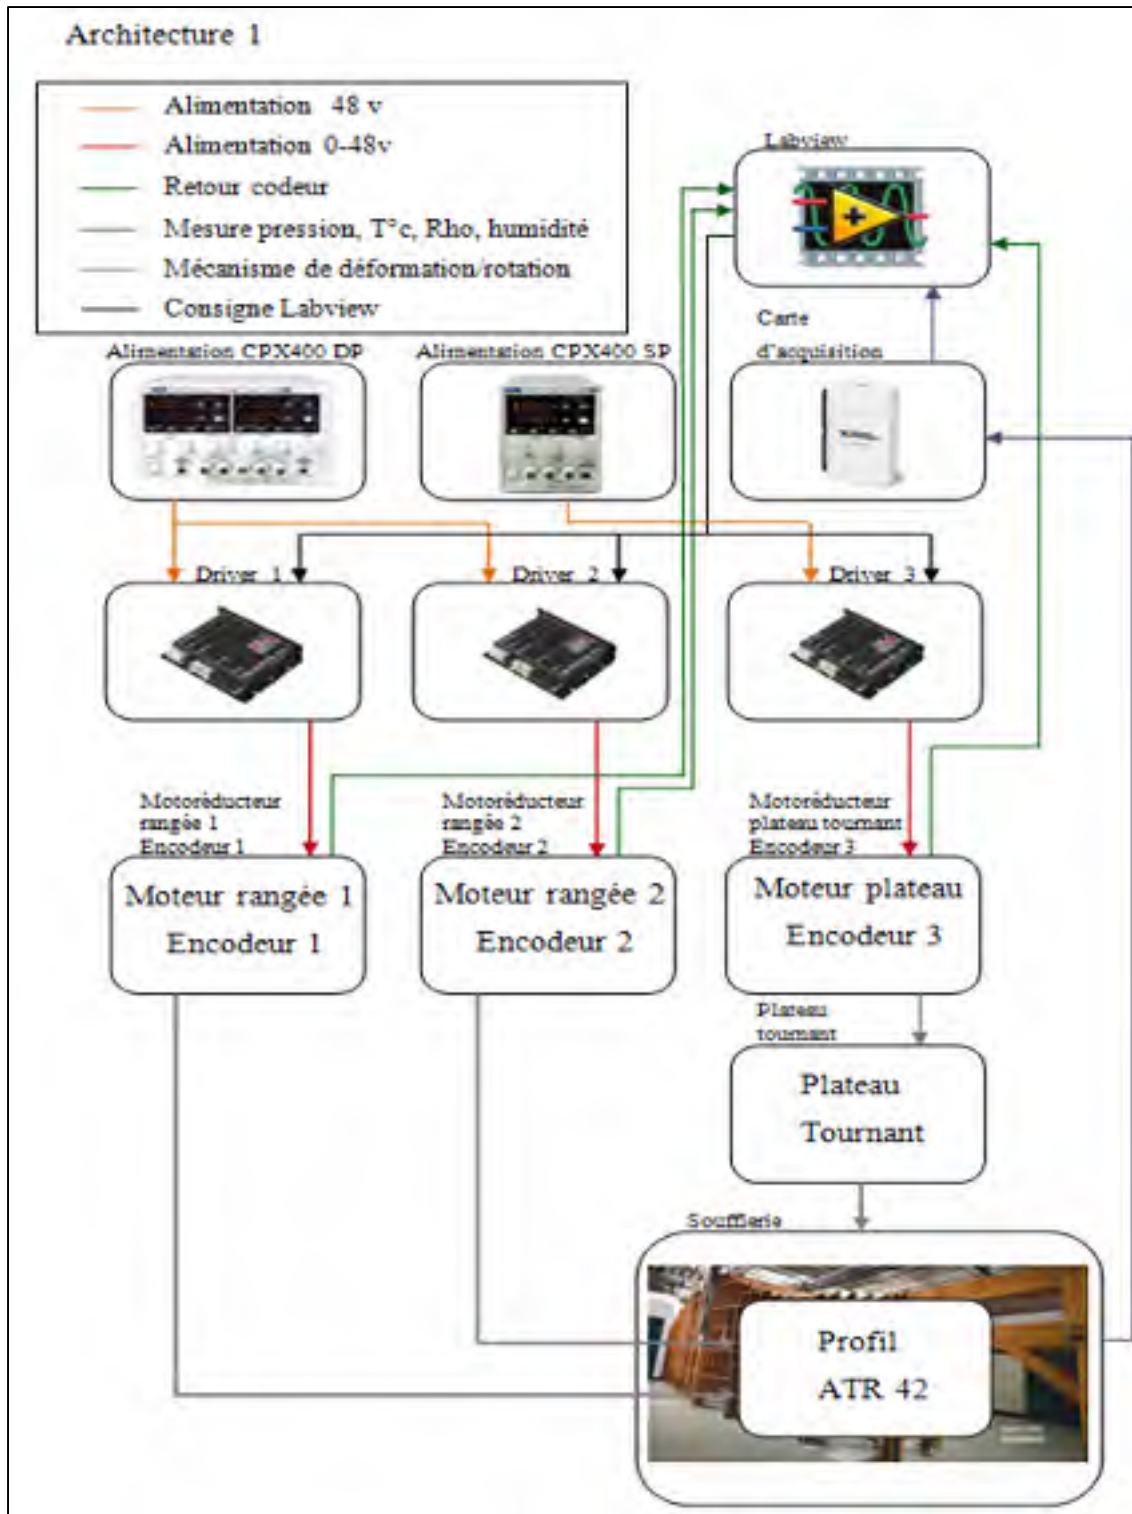 Architecture 1
Alimentation 48 v
Alimentation 0-48v
Retour codeur
Mesure pression, T°c, Rho, humidité
Mécanisme de déformation/rotation
Consigne Labview
Labview
Carte
d'acquisition
Alimentation CPX400 DP
Alimentation CPX400 SP
Driver 1
Driver 2
Driver 3
Motoréducteur
rangée 1
Encodeur 1
Motoréducteur
rangée 2
Encodeur 2
Motoréducteur
plateau tournant
Encodeur 3
Moteur rangée 1
Encodeur 1
Moteur rangée 2
Encodeur 2
Moteur plateau
Encodeur 3
Plateau
tournant
Plateau
Tournant
Soufflerie
Profil
ATR 42